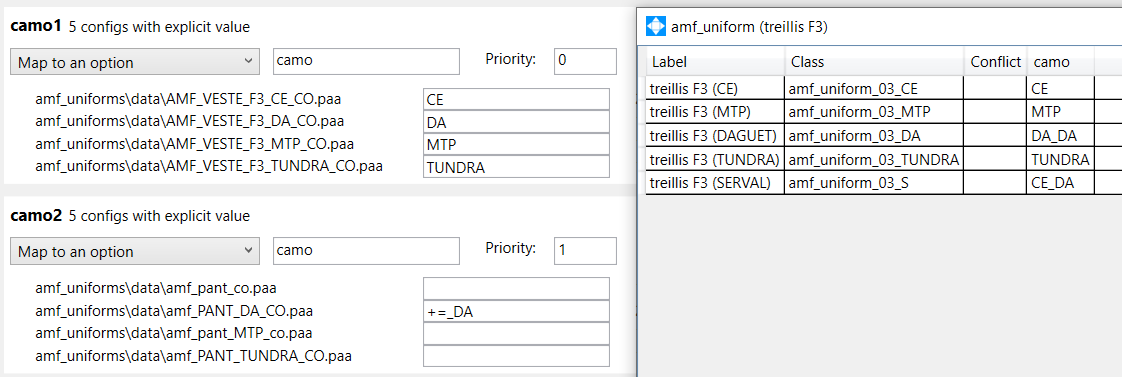 camo1 5 configs with explicit value
Map to an option camo Priority: 0
amf_uniforms\data\AMF_VESTE_F3_CE_CO.paa CE
amf_uniforms\data\AMF_VESTE_F3_DA_CO.paa DA
amf_uniforms\data\AMF_VESTE_F3_MTP_CO.paa MTP
amf_uniforms\data\AMF_VESTE_F3_TUNDRA_CO.paa TUNDRA
camo2 5 configs with explicit value
Map to an option camo Priority: 1
amf_uniforms\data\amf_pant_co.paa
amf_uniforms\data\amf_PANT_DA_CO.paa +=_DA
amf_uniforms\data\amf_pant_MTP_co.paa
amf_uniforms\data\amf_PANT_TUNDRA_CO.paa
amf_uniform (treillis F3)
Label Class Conflict camo
treillis F3 (CE) amf_uniform_03_CE CE
treillis F3 (MTP) amf_uniform_03_MTP MTP
treillis F3 (DAGUET) amf_uniform_03_DA DA_DA
treillis F3 (TUNDRA) amf_uniform_03_TUNDRA TUNDRA
treillis F3 (SERVAL) amf_uniform_03_S CE_DA